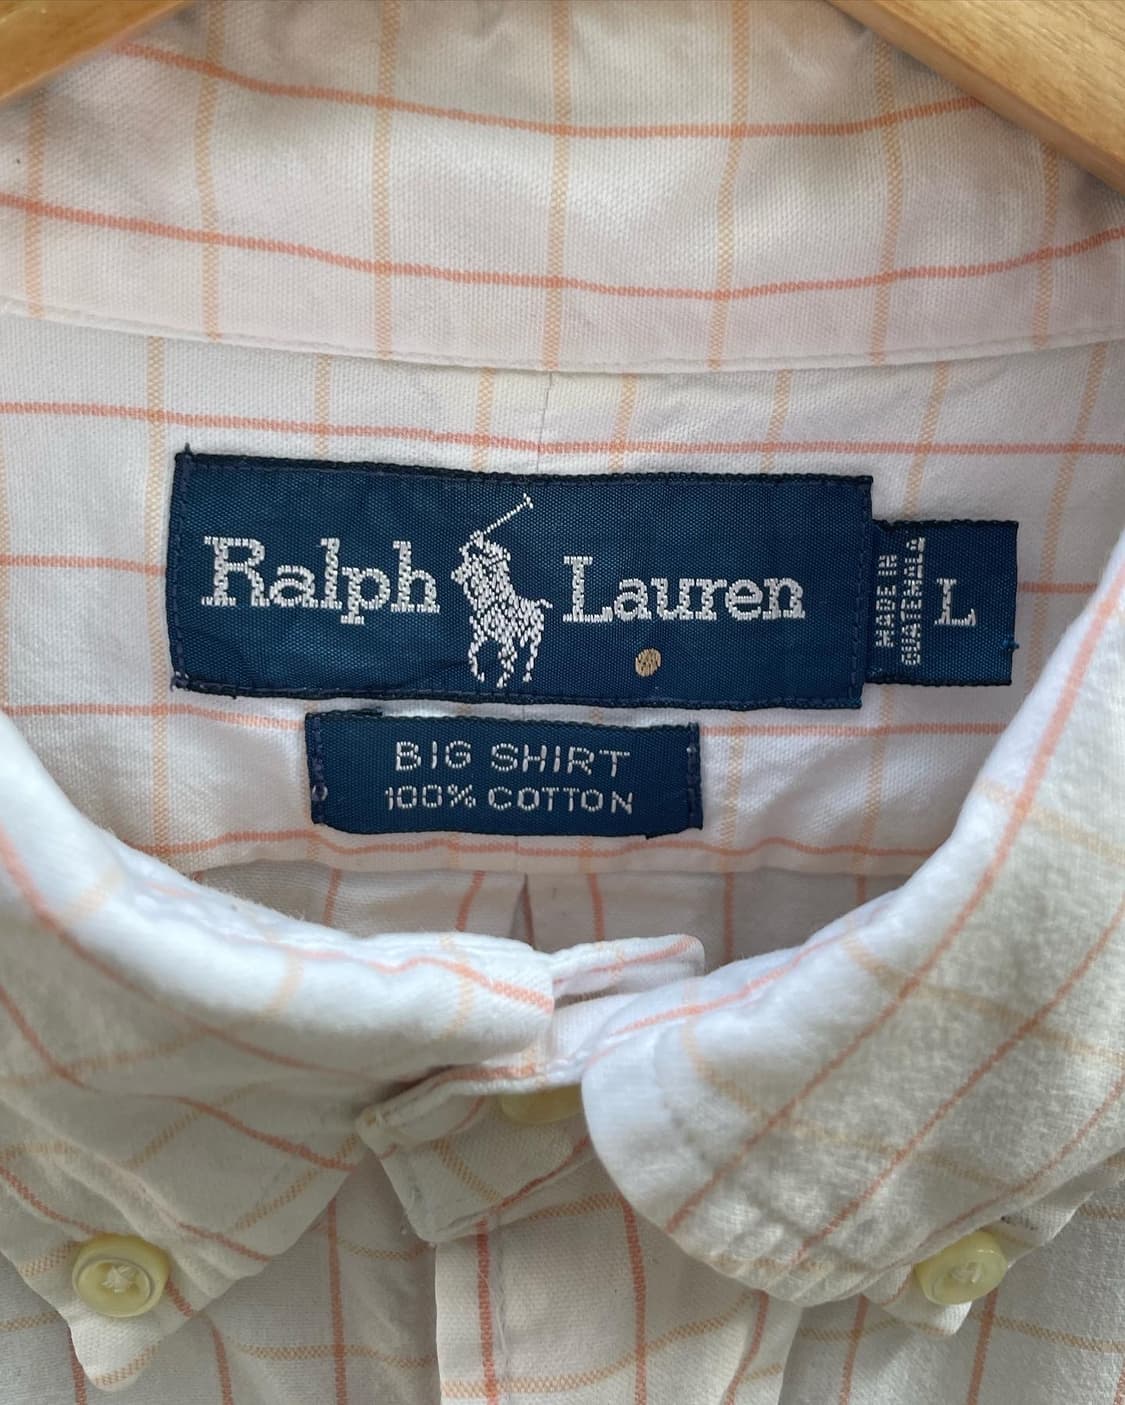 Ralph Lauren
MADE IN
GUATEMALA
L
BIG SHIRT
100% COTTON